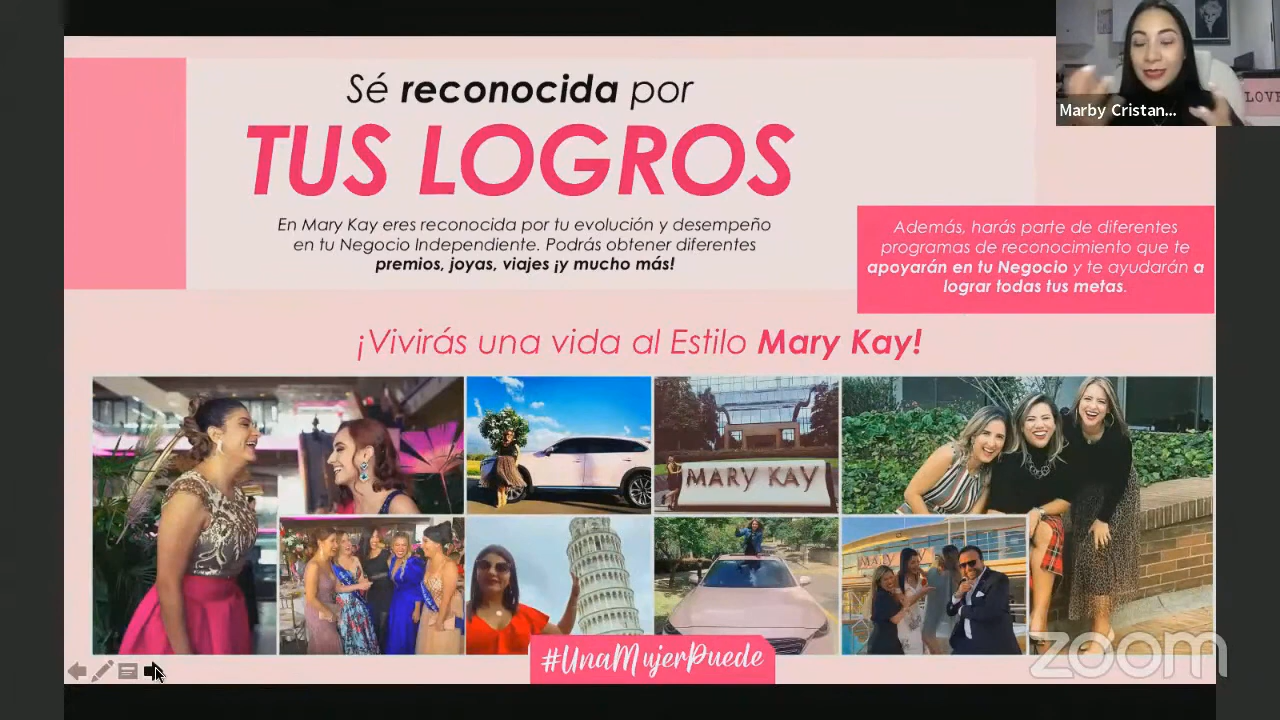 Sé reconocida por
TUS LOGROS
En Mary Kay eres reconocida por tu evolución y desempeño
en tu Negocio Independiente. Podrás obtener diferentes
premios, joyas, viajes ¡y mucho más!
Marby Cristan...
LOVE
Además, harás parte de diferentes
programas de reconocimiento que te
apoyarán en tu Negocio y te ayudarán a
lograr todas tus metas.
¡Vivirás una vida al Estilo Mary Kay!
MARY KAY
MARY KAY
#UnaMujerPuede
zoom